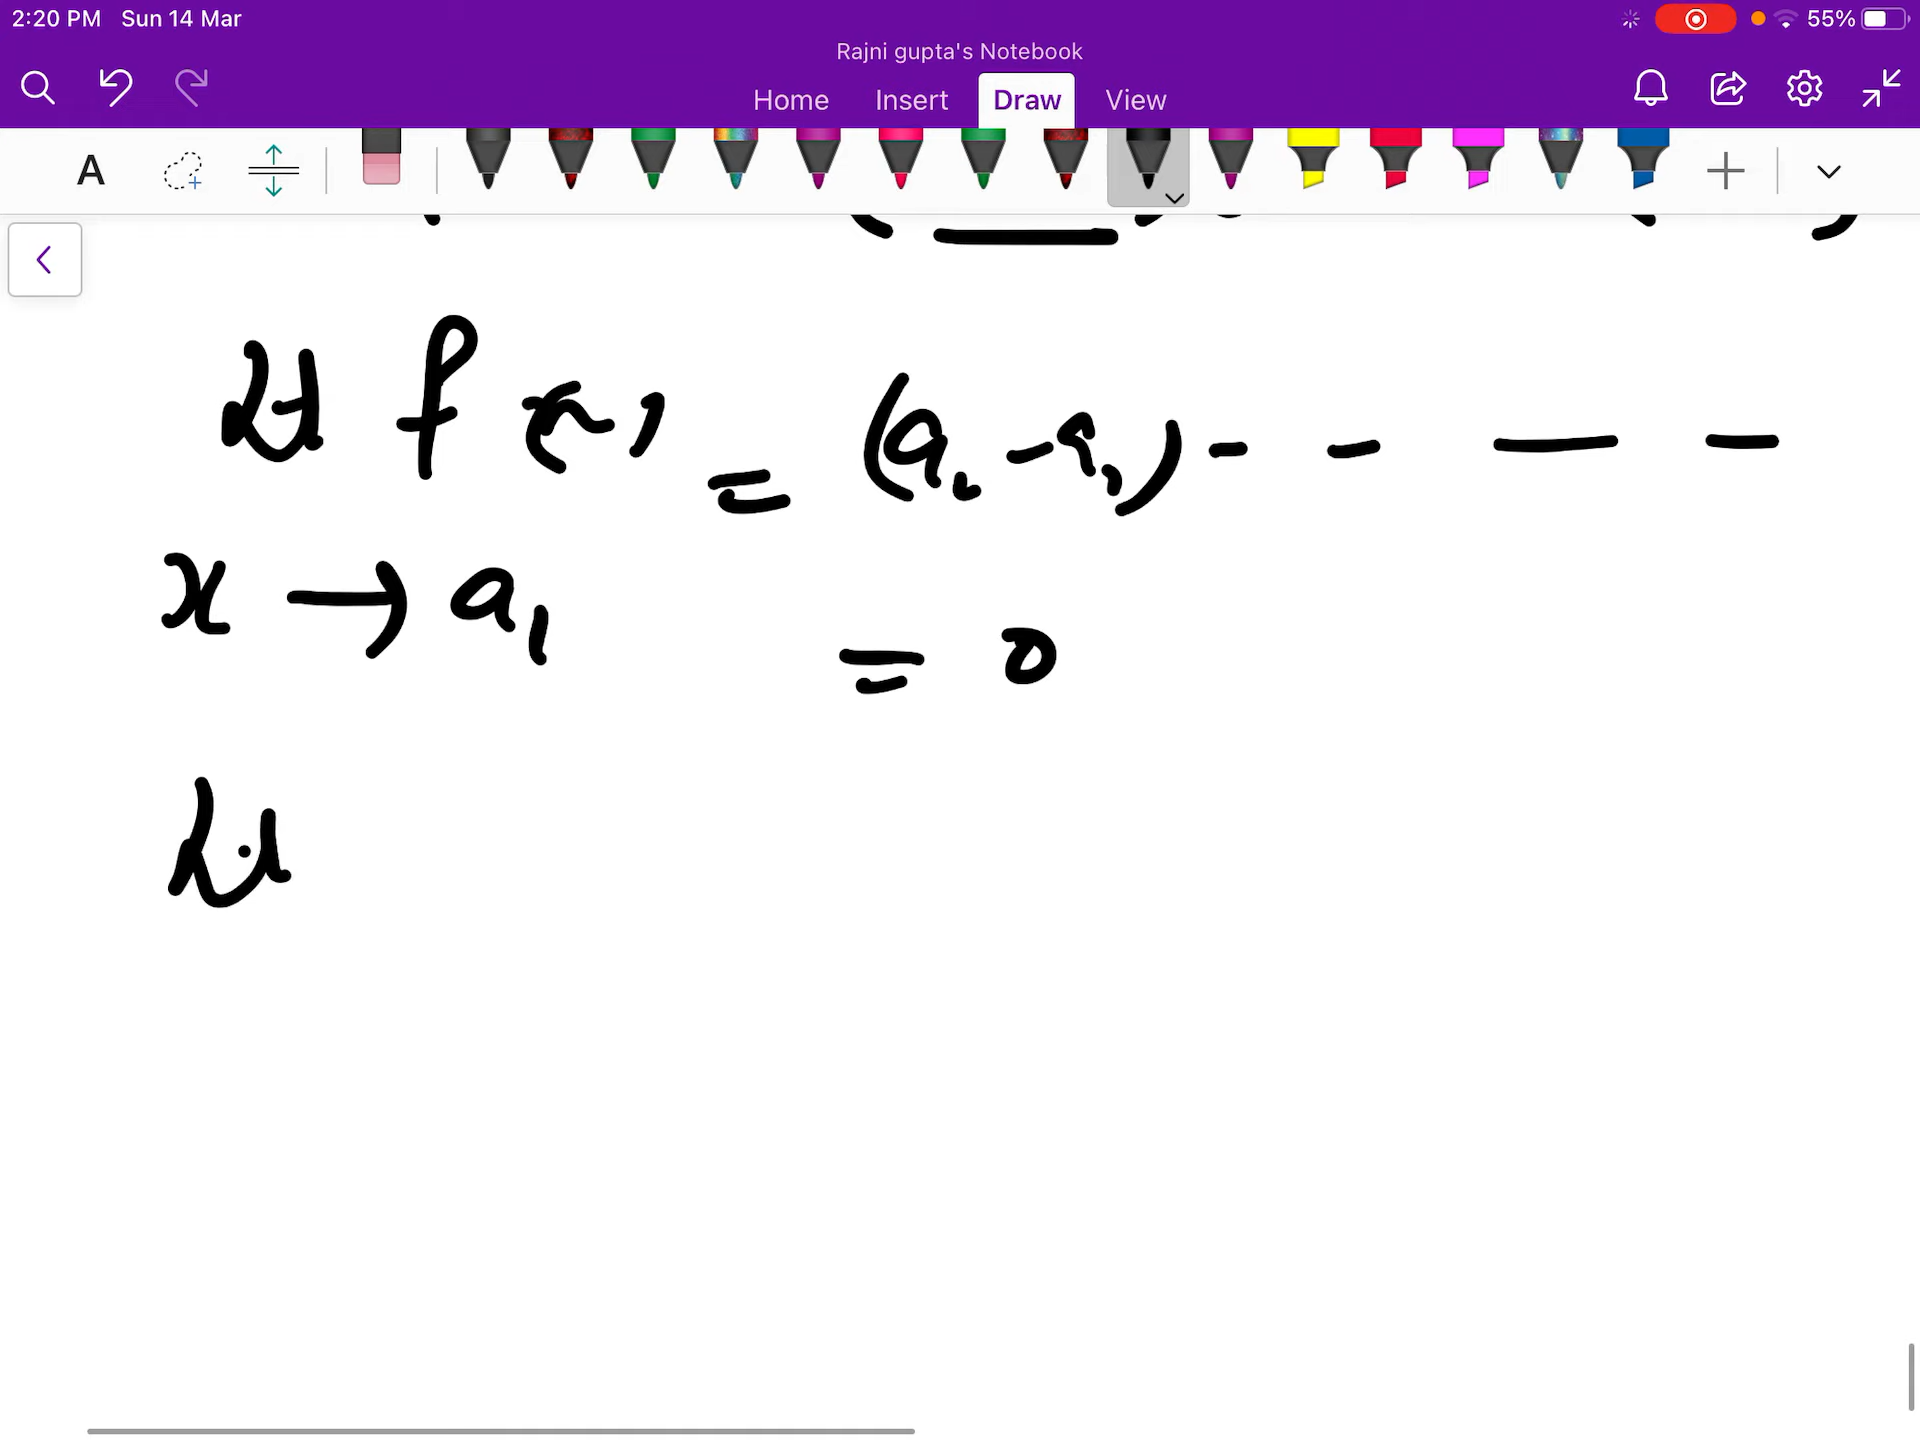 2:20 PM Sun 14 Mar 55%
Rajni gupta's Notebook
Home Insert Draw View
A
Lt f(x) = (a₁ - a₁) - - — –
x → a₁
= 0
Lt